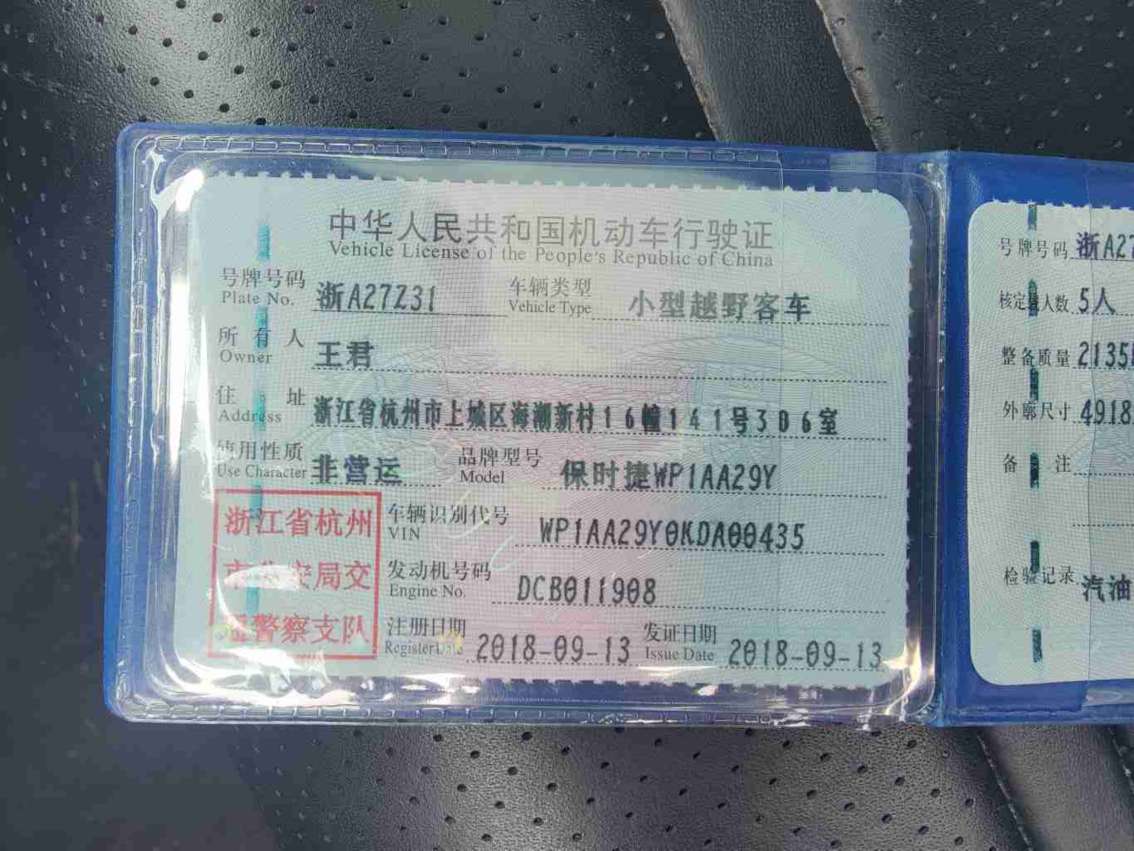 中华人民共和国机动车行驶证
Vehicle License of the People's Republic of China
号牌号码 浙A27Z31 车辆类型 小型越野客车
Plate No. Vehicle Type
所有人 王君
Owner
住址 浙江省杭州市上城区海潮新村16幢141号3D6室
Address
使用性质 非营运 品牌型号 保时捷WP1AA29Y
Use Character Model
浙江省杭州
市公安局交
通警察支队
车辆识别代号 WP1AA29Y0KDA00435
VIN
发动机号码 DCB011908
Engine No.
注册日期 2018-09-13 发证日期 2018-09-13
Register Date Issue Date
号牌号码 浙A27
核定载人数 5人
整备质量 2135
外廓尺寸 4918
备注
检验记录 汽油